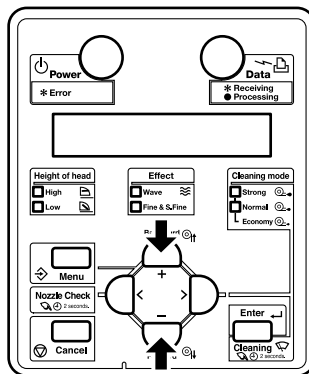 Power
Data
* Error
* Receiving
● Processing
Height of head
High
Low
Effect
Wave
Fine & S.Fine
Cleaning mode
Strong
Normal
Economy
Menu
+
< >
−
Nozzle Check
2 seconds.
Cancel
Enter
Cleaning
2 seconds.